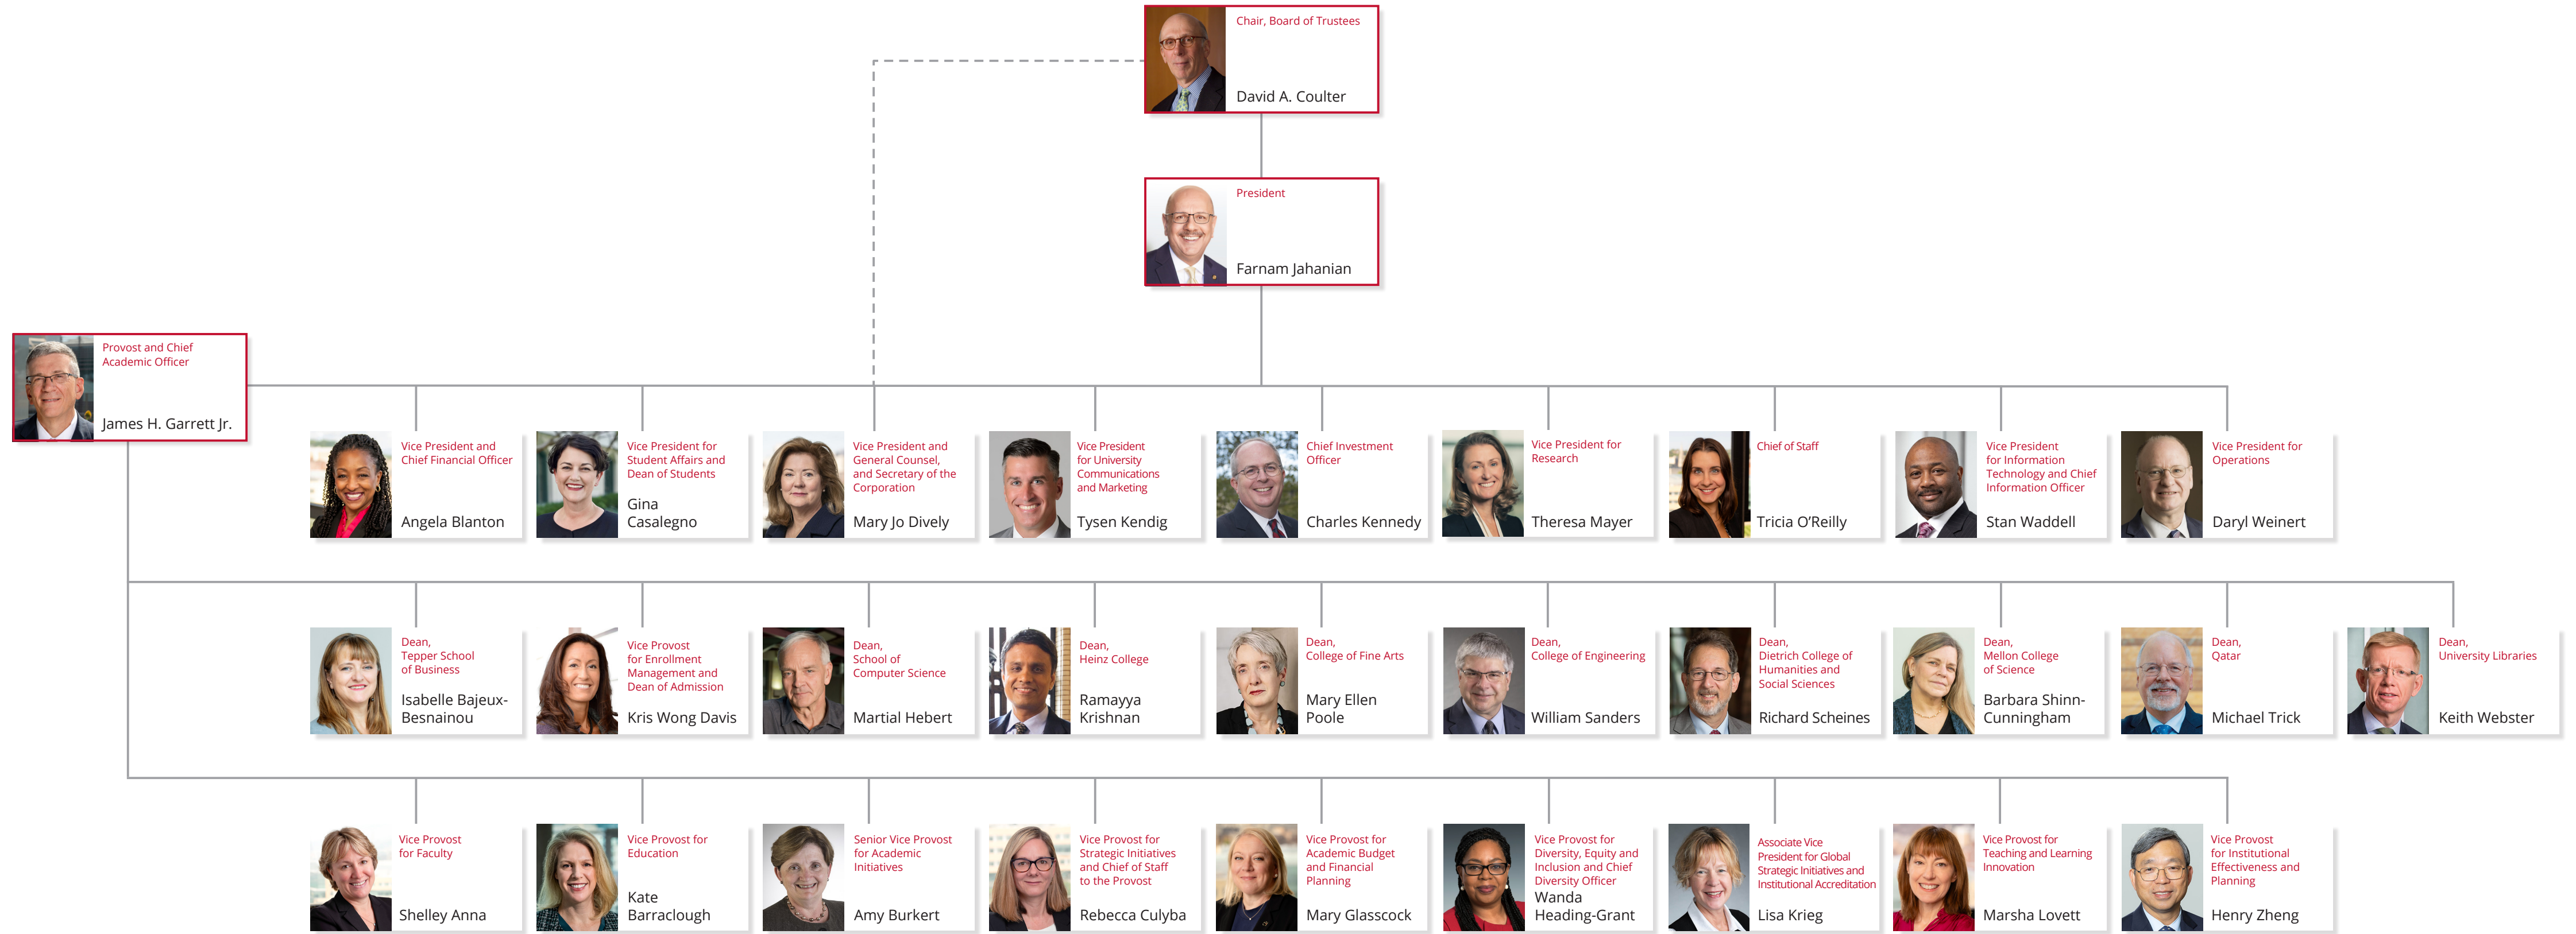 Chair, Board of Trustees
David A. Coulter
President
Farnam Jahanian
Provost and Chief
Academic Officer
James H. Garrett Jr.
Vice President and
Chief Financial Officer
Angela Blanton
Vice President for
Student Affairs and
Dean of Students
Gina
Casalegno
Vice President and
General Counsel,
and Secretary of the
Corporation
Mary Jo Dively
Vice President
for University
Communications
and Marketing
Tysen Kendig
Chief Investment
Officer
Charles Kennedy
Vice President for
Research
Theresa Mayer
Chief of Staff
Tricia O’Reilly
Vice President
for Information
Technology and Chief
Information Officer
Stan Waddell
Vice President for
Operations
Daryl Weinert
Dean,
Tepper School
of Business
Isabelle Bajeux-
Besnainou
Vice Provost
for Enrollment
Management and
Dean of Admission
Kris Wong Davis
Dean,
School of
Computer Science
Martial Hebert
Dean,
Heinz College
Ramayya
Krishnan
Dean,
College of Fine Arts
Mary Ellen
Poole
Dean,
College of Engineering
William Sanders
Dean,
Dietrich College of
Humanities and
Social Sciences
Richard Scheines
Dean,
Mellon College
of Science
Barbara Shinn-
Cunningham
Dean,
Qatar
Michael Trick
Dean,
University Libraries
Keith Webster
Vice Provost
for Faculty
Shelley Anna
Vice Provost for
Education
Kate
Barraclough
Senior Vice Provost
for Academic
Initiatives
Amy Burkert
Vice Provost for
Strategic Initiatives
and Chief of Staff
to the Provost
Rebecca Culyba
Vice Provost for
Academic Budget
and Financial
Planning
Mary Glasscock
Vice Provost for
Diversity, Equity and
Inclusion and Chief
Diversity Officer
Wanda
Heading-Grant
Associate Vice
President for Global
Strategic Initiatives and
Institutional Accreditation
Lisa Krieg
Vice Provost for
Teaching and Learning
Innovation
Marsha Lovett
Vice Provost
for Institutional
Effectiveness and
Planning
Henry Zheng